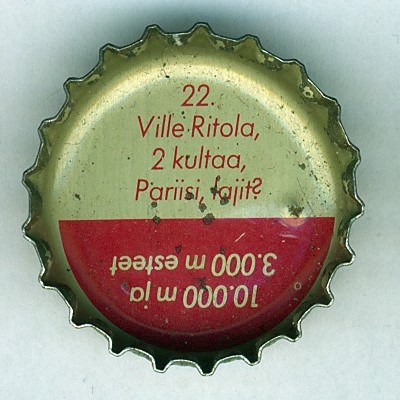 22.
Ville Ritola,
2 kultaa,
Pariisi, lajit?
10.000 m ja
3.000 m esteet